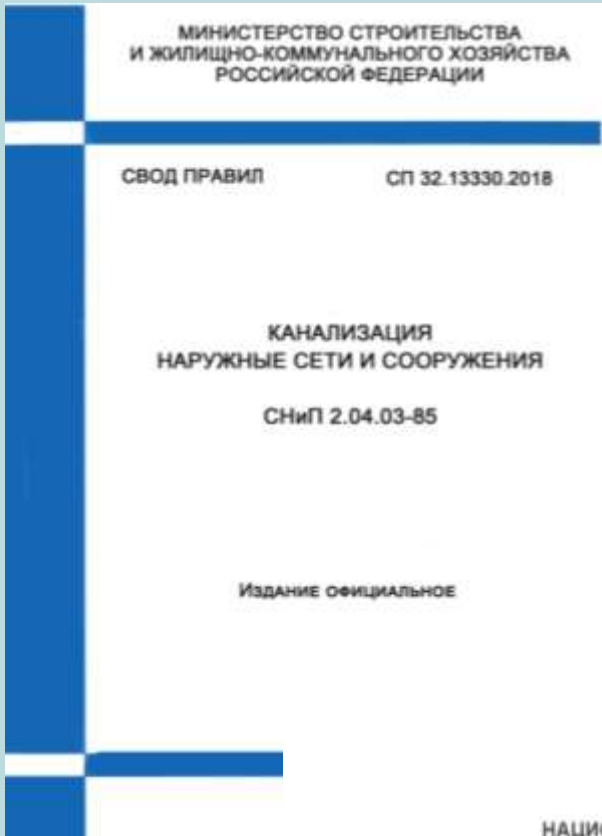 МИНИСТЕРСТВО СТРОИТЕЛЬСТВА
И ЖИЛИЩНО-КОММУНАЛЬНОГО ХОЗЯЙСТВА
РОССИЙСКОЙ ФЕДЕРАЦИИ
СВОД ПРАВИЛ СП 32.13330.2018
КАНАЛИЗАЦИЯ
НАРУЖНЫЕ СЕТИ И СООРУЖЕНИЯ
СНиП 2.04.03-85
Издание официальное